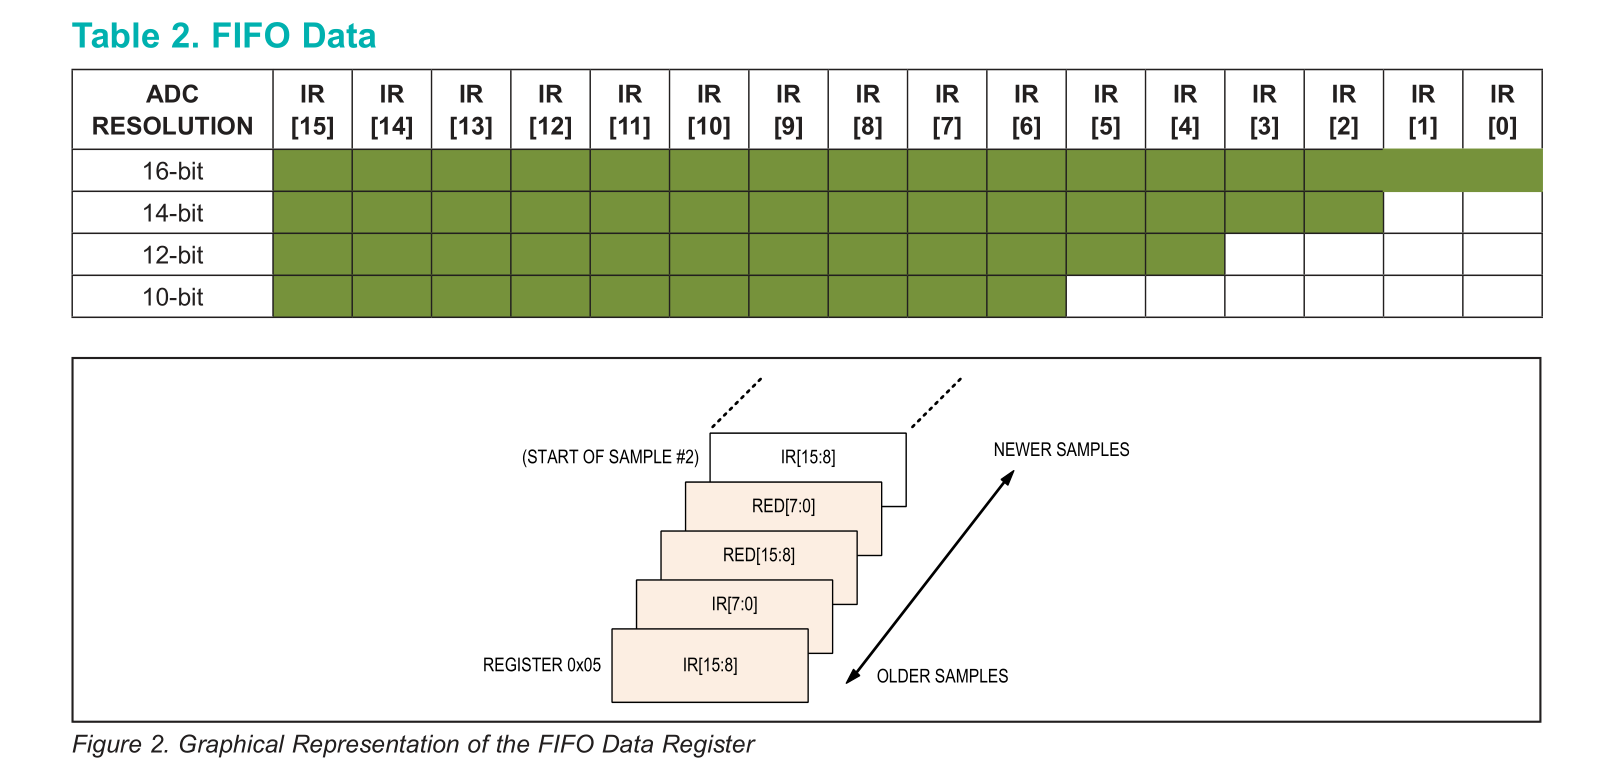 Table 2. FIFO Data
ADC RESOLUTION IR [15] IR [14] IR [13] IR [12] IR [11] IR [10] IR [9] IR [8] IR [7] IR [6] IR [5] IR [4] IR [3] IR [2] IR [1] IR [0]
16-bit
14-bit
12-bit
10-bit
(START OF SAMPLE #2) IR[15:8] NEWER SAMPLES
RED[7:0]
RED[15:8]
IR[7:0]
REGISTER 0x05 IR[15:8] OLDER SAMPLES
Figure 2. Graphical Representation of the FIFO Data Register